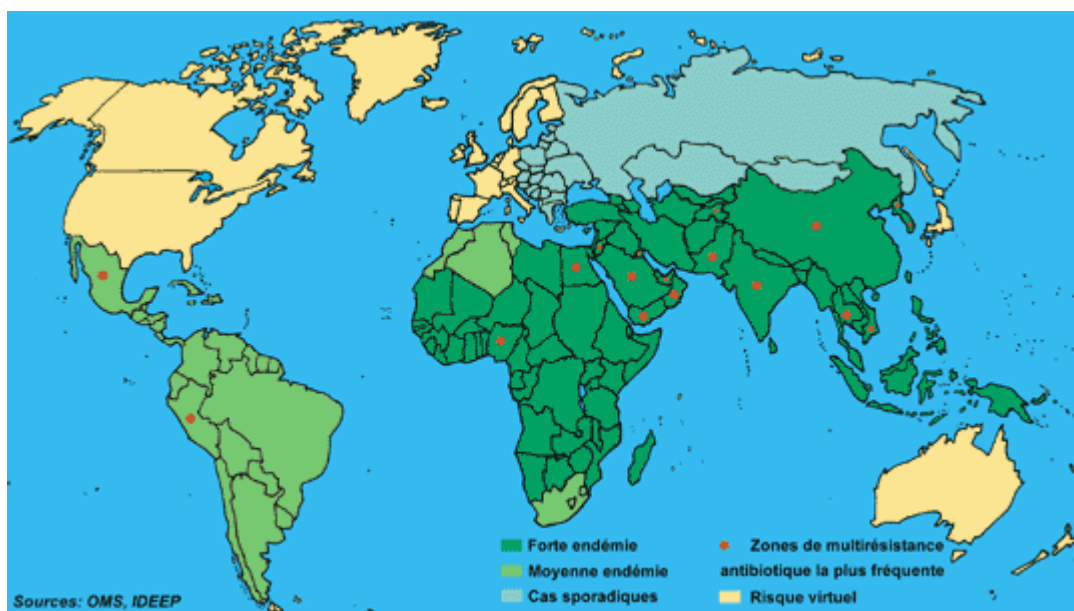 Forte endémie
Moyenne endémie
Cas sporadiques
Zones de multirésistance
antibiotique la plus fréquente
Risque virtuel
Sources: OMS, IDEEP